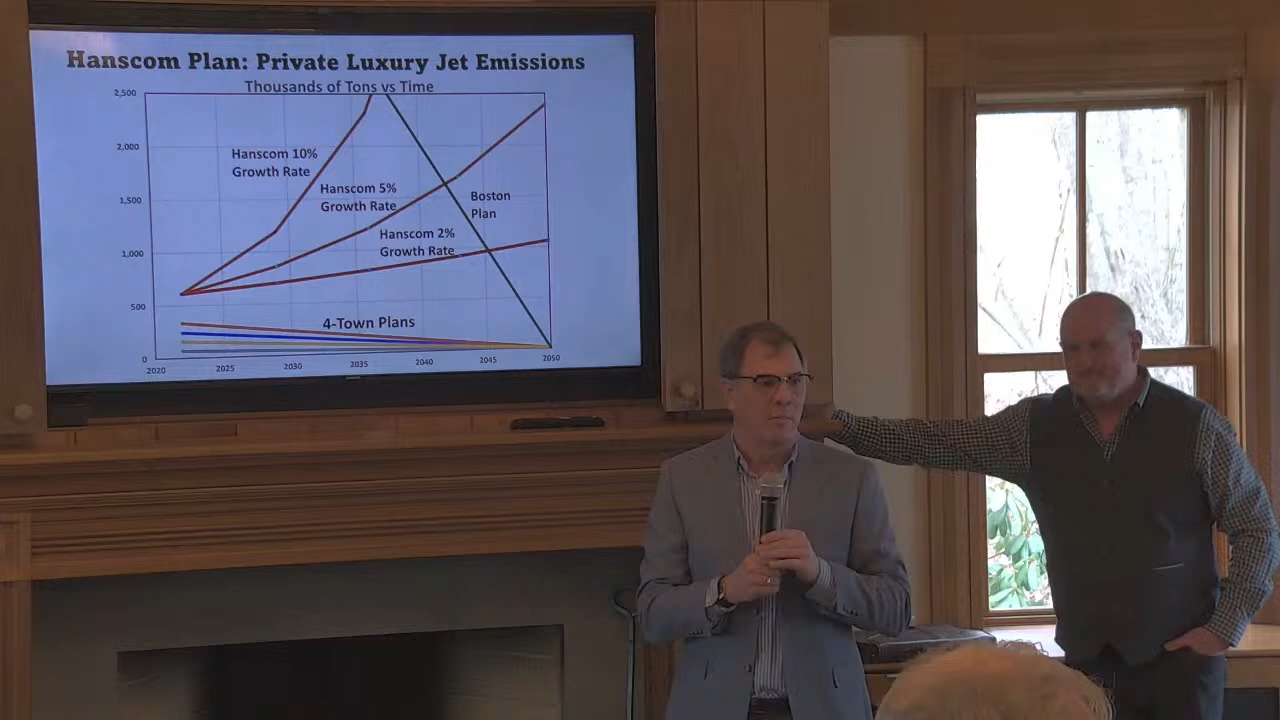 Hanscom Plan: Private Luxury Jet Emissions
Thousands of Tons vs Time
2,500
2,000
1,500
1,000
500
0
Hanscom 10%
Growth Rate
Hanscom 5%
Growth Rate
Hanscom 2%
Growth Rate
Boston
Plan
4-Town Plans
2020
2025
2030
2035
2040
2045
2050